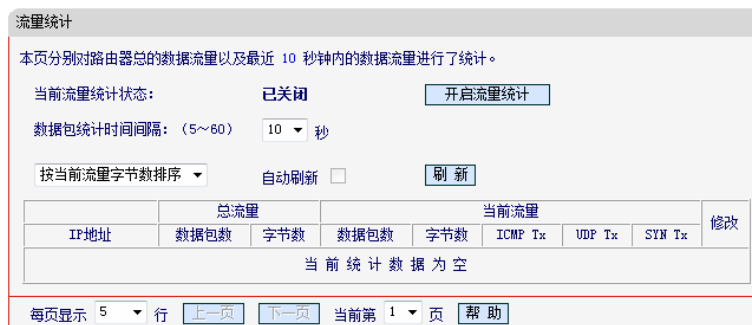 流量统计
本页分别对路由器总的数据流量以及最近 10 秒钟内的数据流量进行了统计。
当前流量统计状态： 已关闭 开启流量统计
数据包统计时间间隔：（5～60） 10 秒
按当前流量字节数排序 自动刷新 刷 新
总流量 当前流量 修改
IP地址 数据包数 字节数 数据包数 字节数 ICMP Tx UDP Tx SYN Tx
当 前 统 计 数 据 为 空
每页显示 5 行 上一页 下一页 当前第 1 页 帮 助